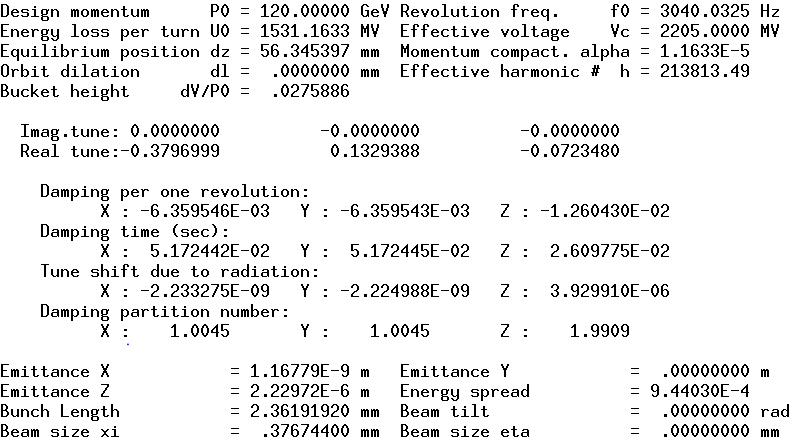 Design momentum      P0 = 120.00000 GeV Revolution freq.     f0 = 3040.0325 Hz
Energy loss per turn U0 = 1531.1633 MV  Effective voltage    Vc = 2205.0000 MV
Equilibrium position dz = 56.345397  mm  Momentum compact. alpha = 1.1633E-5
Orbit dilation       dl =  .0000000 mm  Effective harmonic #  h = 213813.49
Bucket height     dV/P0 =  .0275886
Imag.tune: 0.0000000          -0.0000000          -0.0000000
Real tune:-0.3796999           0.1329388          -0.0723480
Damping per one revolution:
X : -6.359546E-03   Y : -6.359543E-03   Z : -1.260430E-02
Damping time (sec):
X :  5.172442E-02   Y :  5.172445E-02   Z :  2.609775E-02
Tune shift due to radiation:
X : -2.233275E-09   Y : -2.224988E-09   Z :  3.929910E-06
Damping partition number:
X :    1.0045       Y :    1.0045       Z :    1.9909
Emittance X            = 1.16779E-9 m   Emittance Y            =  .00000000 m
Emittance Z            = 2.22972E-6 m   Energy spread          = 9.44030E-4
Bunch Length           = 2.36191920 mm  Beam tilt              =  .00000000 rad
Beam size xi           =  .37674400 mm  Beam size eta          =  .00000000 mm